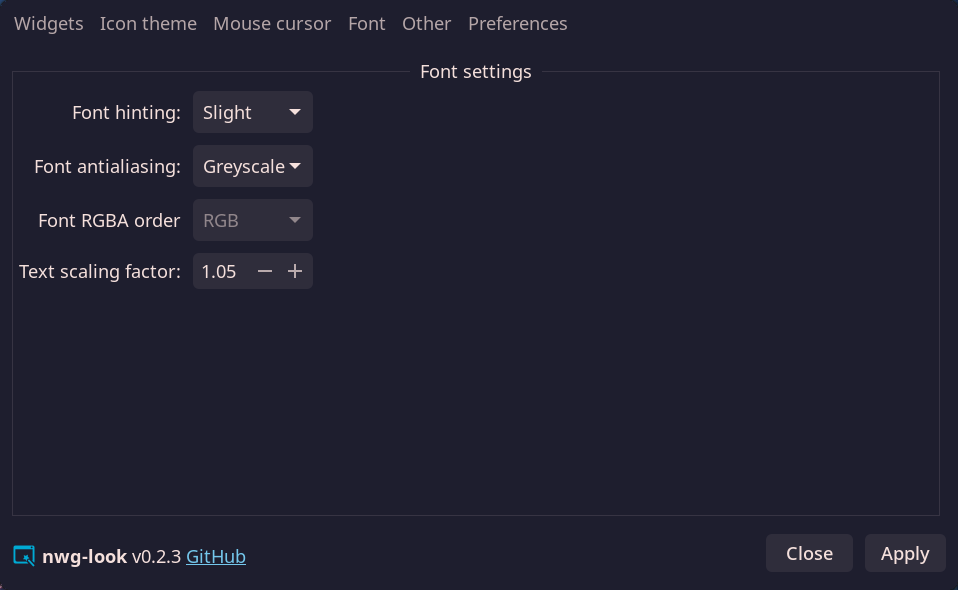 Widgets Icon theme Mouse cursor Font Other Preferences
Font settings
Font hinting: Slight
Font antialiasing: Greyscale
Font RGBA order RGB
Text scaling factor: 1.05 − +
nwg-look v0.2.3 GitHub Close Apply